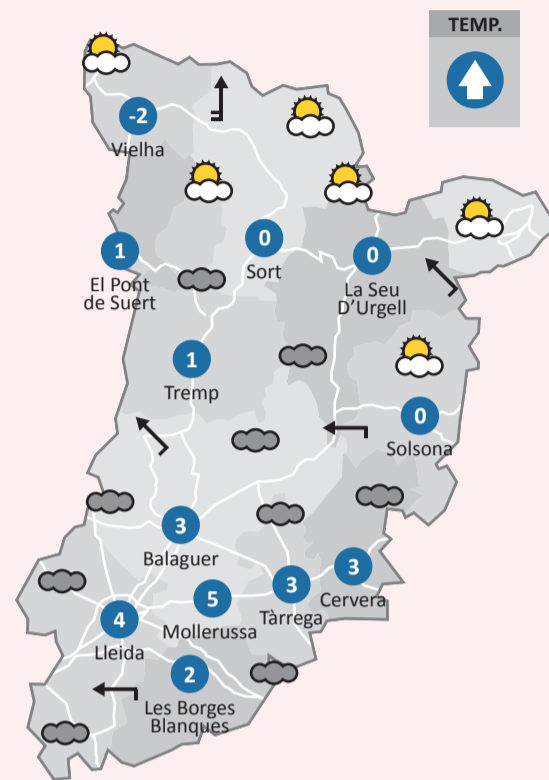 TEMP.
-2
Vielha
1
El Pont
de Suert
0
Sort
0
La Seu
D'Urgell
1
Tremp
0
Solsona
3
Balaguer
3
Cervera
3
Tàrrega
5
Mollerussa
4
Lleida
2
Les Borges
Blanques